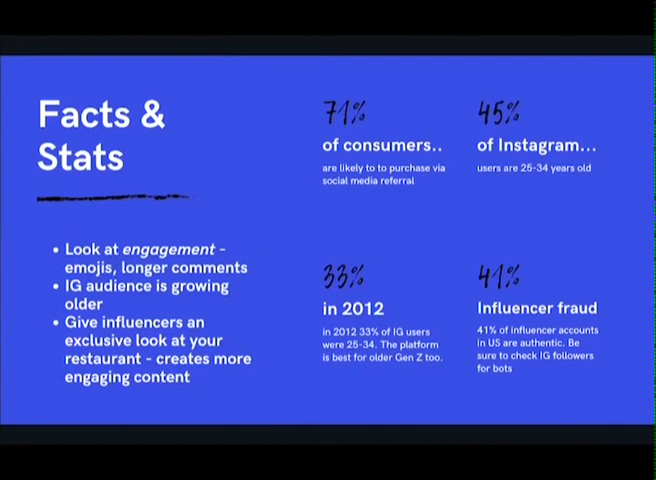 Facts &
Stats
• Look at engagement -
emojis, longer comments
• IG audience is growing
older
• Give influencers an
exclusive look at your
restaurant - creates more
engaging content
71%
of consumers..
are likely to to purchase via
social media referral
45%
of Instagram...
users are 25-34 years old
33%
in 2012
in 2012 33% of IG users
were 25-34. The platform
is best for older Gen Z too.
41%
Influencer fraud
41% of influencer accounts
in US are authentic. Be
sure to check IG followers
for bots